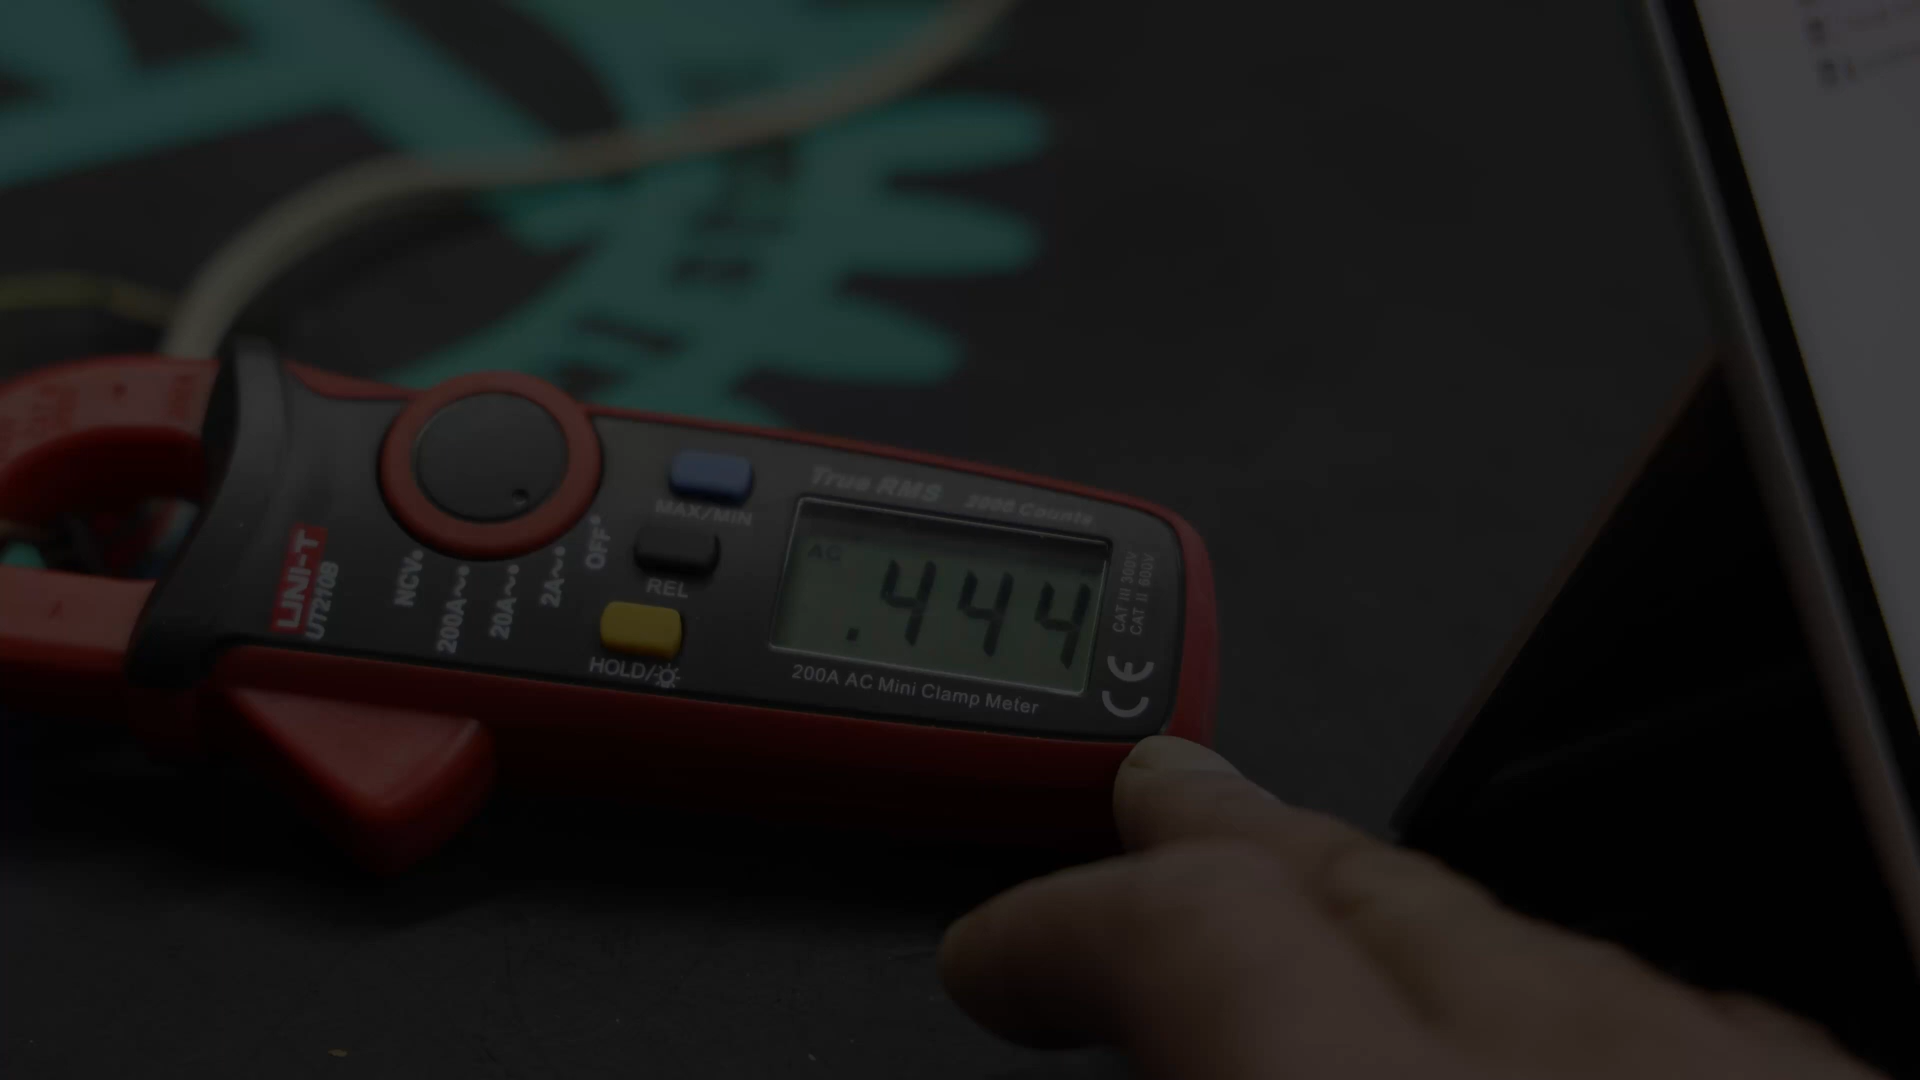 True RMS 2000 Counts
MAX/MIN
REL
HOLD/
OFF
2A~
20A~
200A~
NCV
UNI-T
UT210B
AC
.444
200A AC Mini Clamp Meter
CAT III 300V
CAT II 600V
CE